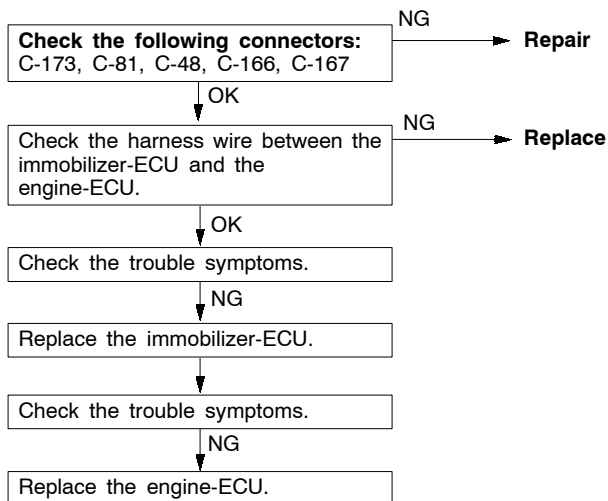 NG
Check the following connectors:
C-173, C-81, C-48, C-166, C-167
Repair
OK
Check the harness wire between the
immobilizer-ECU and the
engine-ECU.
NG
Replace
OK
Check the trouble symptoms.
NG
Replace the immobilizer-ECU.
Check the trouble symptoms.
NG
Replace the engine-ECU.